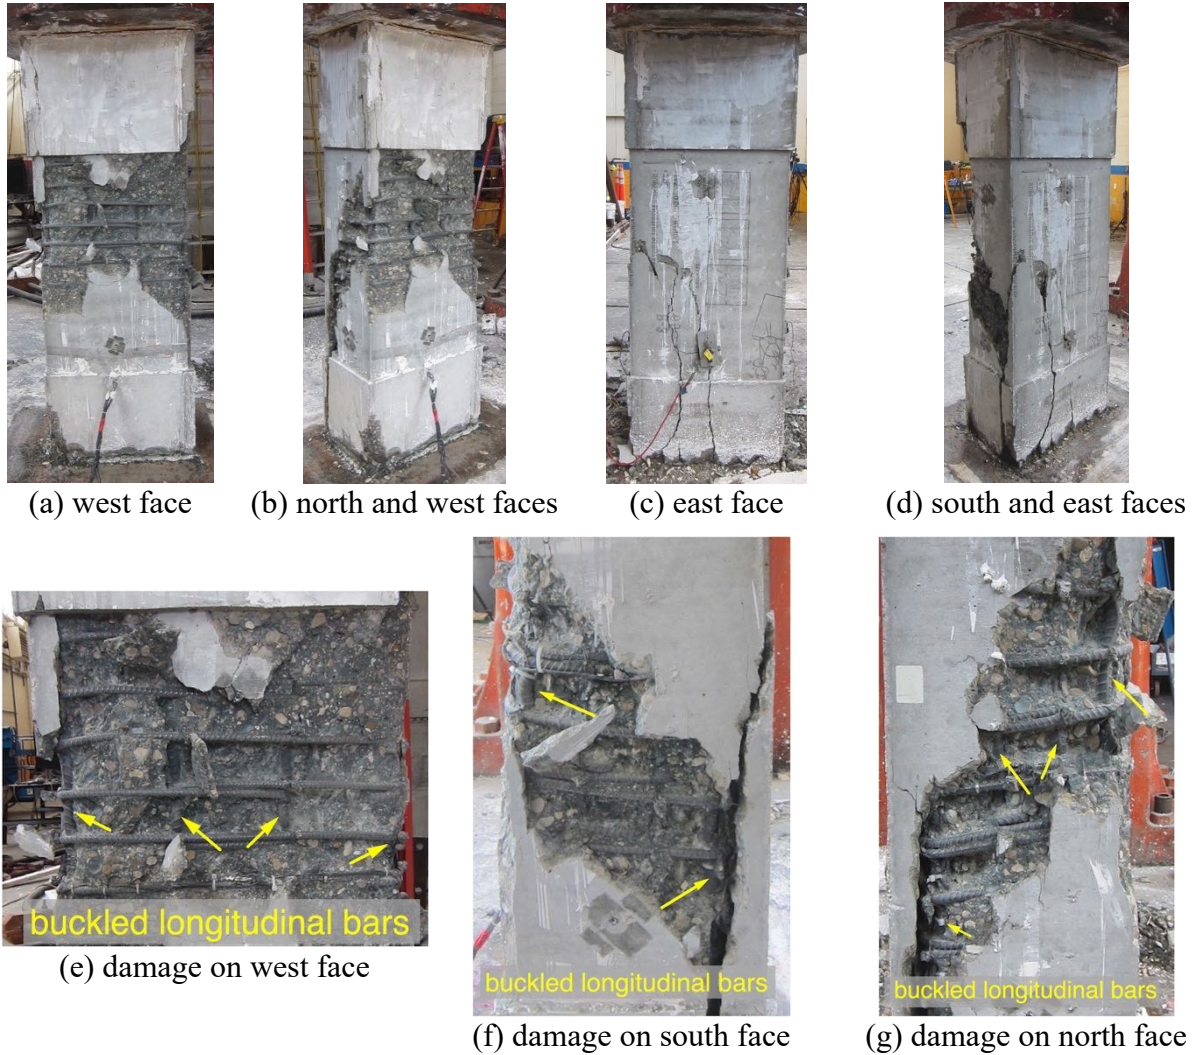 (a) west face
(b) north and west faces
(c) east face
(d) south and east faces
buckled longitudinal bars
(e) damage on west face
buckled longitudinal bars
(f) damage on south face
buckled longitudinal bars
(g) damage on north face